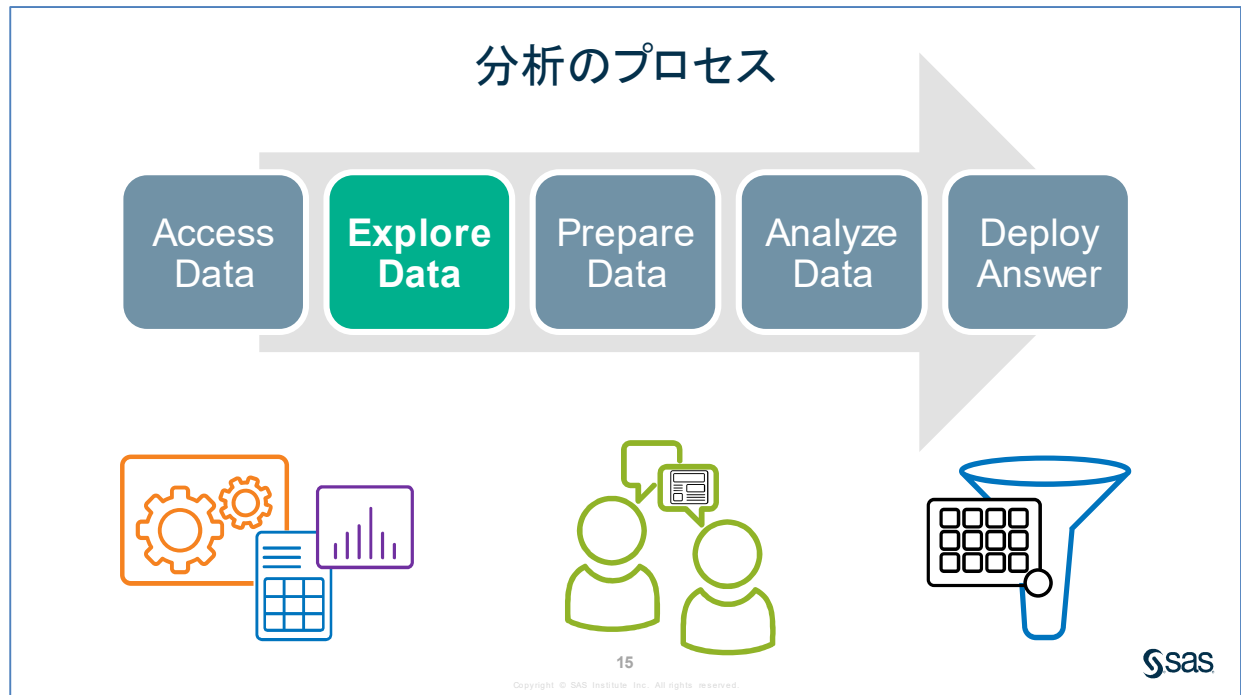 分析のプロセス
Access
Data
Explore
Data
Prepare
Data
Analyze
Data
Deploy
Answer
15
Copyright © SAS Institute Inc. All rights reserved.
sas